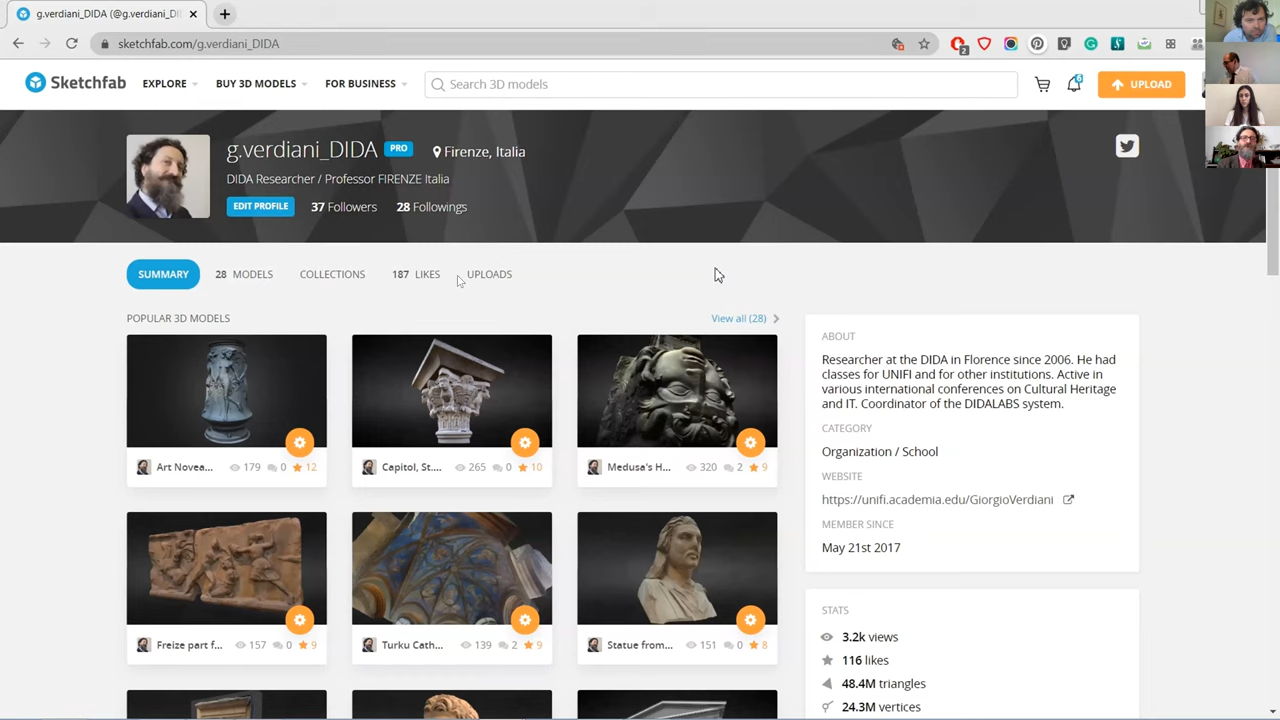 g.verdiani_DIDA (@g.verdiani_DI
sketchfab.com/g.verdiani_DIDA
2
Sketchfab
EXPLORE
BUY 3D MODELS
FOR BUSINESS
Search 3D models
6
UPLOAD
g.verdiani_DIDA PRO Firenze, Italia
DIDA Researcher / Professor FIRENZE Italia
EDIT PROFILE 37 Followers 28 Followings
SUMMARY 28 MODELS COLLECTIONS 187 LIKES UPLOADS
POPULAR 3D MODELS View all (28)
Art Novea... 179 0 12
Capitol, St.... 265 0 10
Medusa's H... 320 2 9
Freize part f... 157 0 9
Turku Cath... 139 2 9
Statue from... 151 0 8
ABOUT
Researcher at the DIDA in Florence since 2006. He had
classes for UNIFI and for other institutions. Active in
various international conferences on Cultural Heritage
and IT. Coordinator of the DIDALABS system.
CATEGORY
Organization / School
WEBSITE
https://unifi.academia.edu/GiorgioVerdiani
MEMBER SINCE
May 21st 2017
STATS
3.2k views
116 likes
48.4M triangles
24.3M vertices